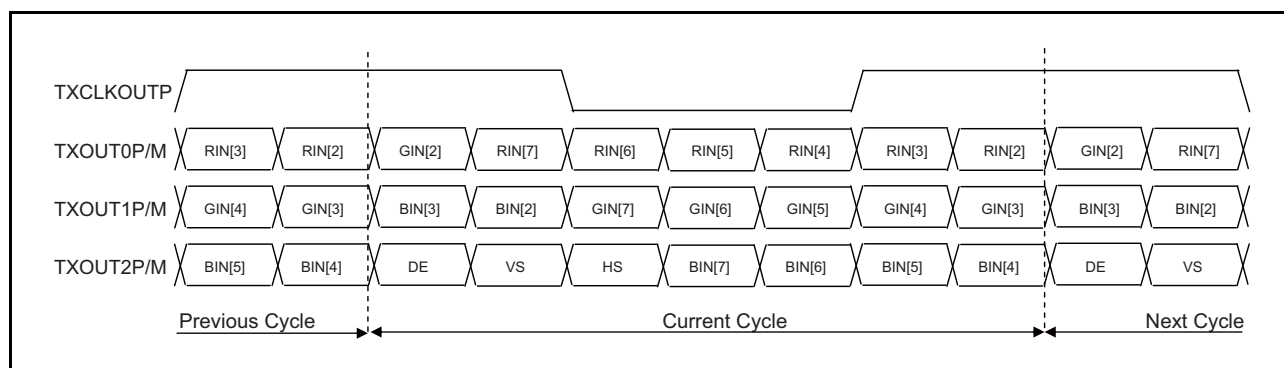 TXCLKOUTP
TXOUT0P/M RIN[3] RIN[2] GIN[2] RIN[7] RIN[6] RIN[5] RIN[4] RIN[3] RIN[2] GIN[2] RIN[7]
TXOUT1P/M GIN[4] GIN[3] BIN[3] BIN[2] GIN[7] GIN[6] GIN[5] GIN[4] GIN[3] BIN[3] BIN[2]
TXOUT2P/M BIN[5] BIN[4] DE VS HS BIN[7] BIN[6] BIN[5] BIN[4] DE VS
Previous Cycle Current Cycle Next Cycle